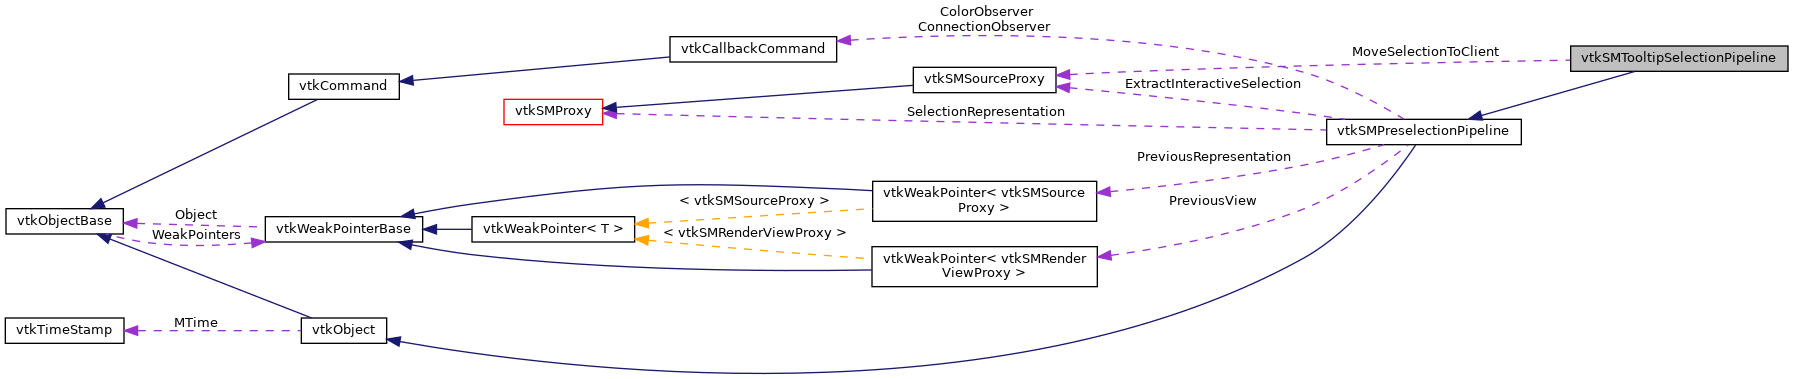 ColorObserver
ConnectionObserver
vtkCallbackCommand
MoveSelectionToClient
vtkSMTooltipSelectionPipeline
vtkCommand
vtkSMSourceProxy
ExtractInteractiveSelection
vtkSMProxy
SelectionRepresentation
vtkSMPreselectionPipeline
PreviousRepresentation
vtkWeakPointer< vtkSMSource
Proxy >
PreviousView
< vtkSMSourceProxy >
vtkObjectBase
Object
WeakPointers
vtkWeakPointerBase
vtkWeakPointer< T >
< vtkSMRenderViewProxy >
vtkWeakPointer< vtkSMRender
ViewProxy >
vtkTimeStamp
MTime
vtkObject